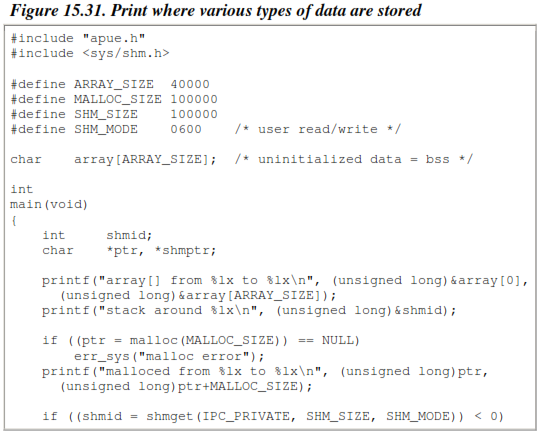 Figure 15.31. Print where various types of data are stored
#include "apue.h"
#include <sys/shm.h>
#define ARRAY_SIZE  40000
#define MALLOC_SIZE 100000
#define SHM_SIZE    100000
#define SHM_MODE    0600    /* user read/write */
char    array[ARRAY_SIZE];  /* uninitialized data = bss */
int
main(void)
{
    int     shmid;
    char    *ptr, *shmptr;
    printf("array[] from %lx to %lx\n", (unsigned long)&array[0],
      (unsigned long)&array[ARRAY_SIZE]);
    printf("stack around %lx\n", (unsigned long)&shmid);
    if ((ptr = malloc(MALLOC_SIZE)) == NULL)
        err_sys("malloc error");
    printf("malloced from %lx to %lx\n", (unsigned long)ptr,
      (unsigned long)ptr+MALLOC_SIZE);
    if ((shmid = shmget(IPC_PRIVATE, SHM_SIZE, SHM_MODE)) < 0)